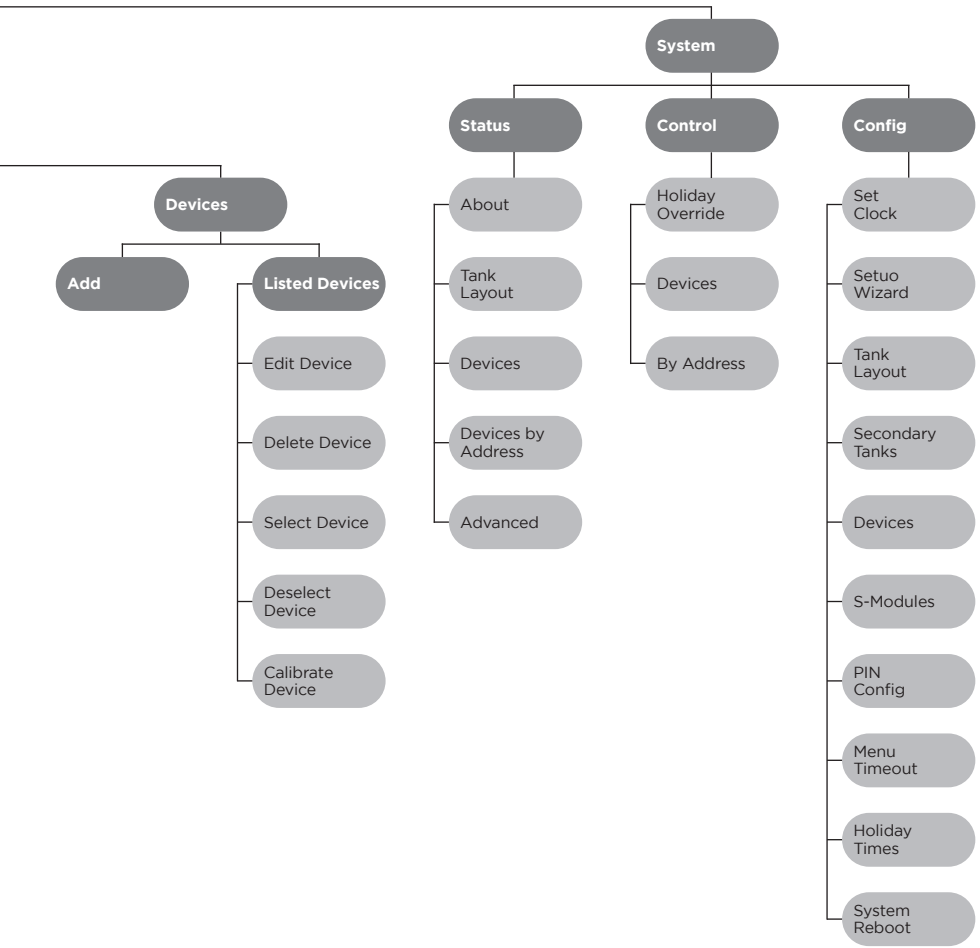 System
Status
Control
Config
Devices
Add
Listed Devices
Edit Device
Delete Device
Select Device
Deselect
Device
Calibrate
Device
About
Tank
Layout
Devices
Devices by
Address
Advanced
Holiday
Override
Devices
By Address
Set
Clock
Setuo
Wizard
Tank
Layout
Secondary
Tanks
Devices
S-Modules
PIN
Config
Menu
Timeout
Holiday
Times
System
Reboot